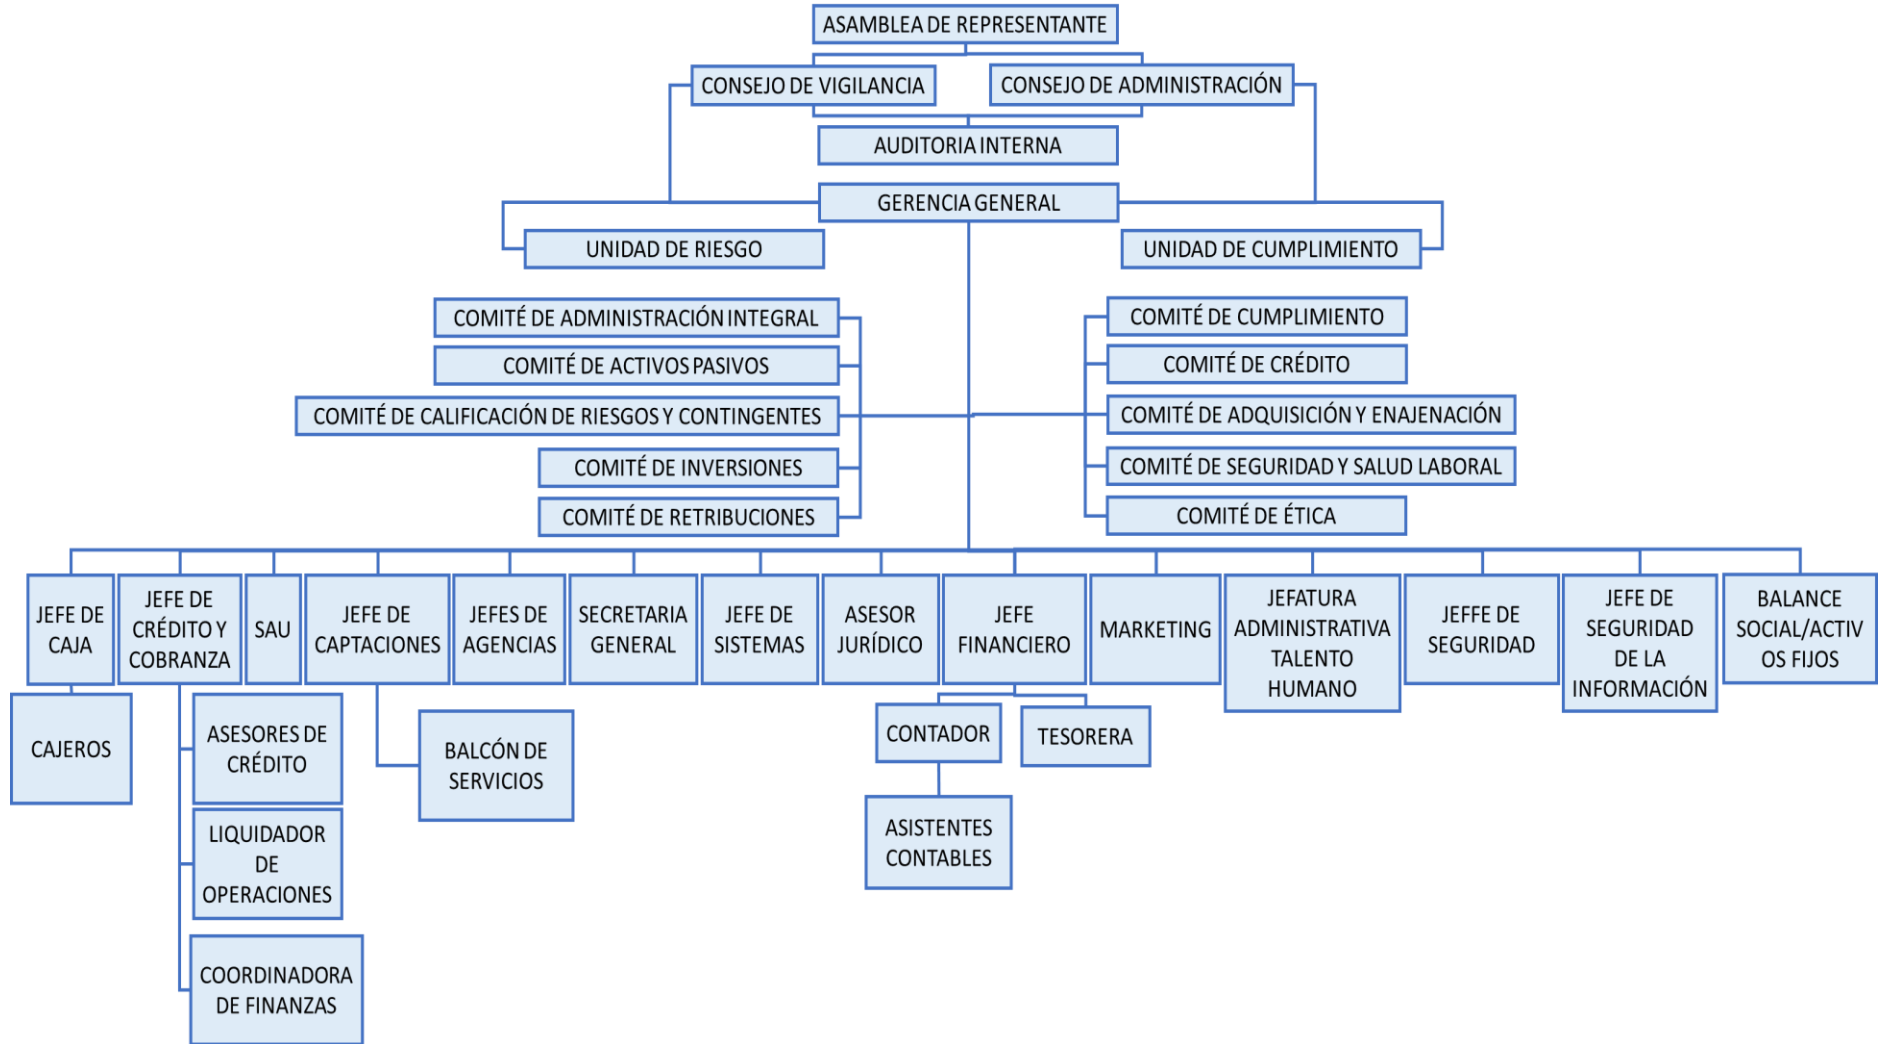 ASAMBLEA DE REPRESENTANTE
CONSEJO DE VIGILANCIA
CONSEJO DE ADMINISTRACIÓN
AUDITORIA INTERNA
GERENCIA GENERAL
UNIDAD DE RIESGO
UNIDAD DE CUMPLIMIENTO
COMITÉ DE ADMINISTRACIÓN INTEGRAL
COMITÉ DE ACTIVOS PASIVOS
COMITÉ DE CALIFICACIÓN DE RIESGOS Y CONTINGENTES
COMITÉ DE INVERSIONES
COMITÉ DE RETRIBUCIONES
COMITÉ DE CUMPLIMIENTO
COMITÉ DE CRÉDITO
COMITÉ DE ADQUISICIÓN Y ENAJENACIÓN
COMITÉ DE SEGURIDAD Y SALUD LABORAL
COMITÉ DE ÉTICA
JEFE DE
CAJA
JEFE DE
CRÉDITO Y
COBRANZA
SAU
JEFE DE
CAPTACIONES
JEFES DE
AGENCIAS
SECRETARIA
GENERAL
JEFE DE
SISTEMAS
ASESOR
JURÍDICO
JEFE
FINANCIERO
MARKETING
JEFATURA
ADMINISTRATIVA
TALENTO
HUMANO
JEFFE DE
SEGURIDAD
JEFE DE
SEGURIDAD
DE LA
INFORMACIÓN
BALANCE
SOCIAL/ACTIV
OS FIJOS
CAJEROS
ASESORES DE
CRÉDITO
LIQUIDADOR
DE
OPERACIONES
COORDINADORA
DE FINANZAS
BALCÓN DE
SERVICIOS
CONTADOR
TESORERA
ASISTENTES
CONTABLES